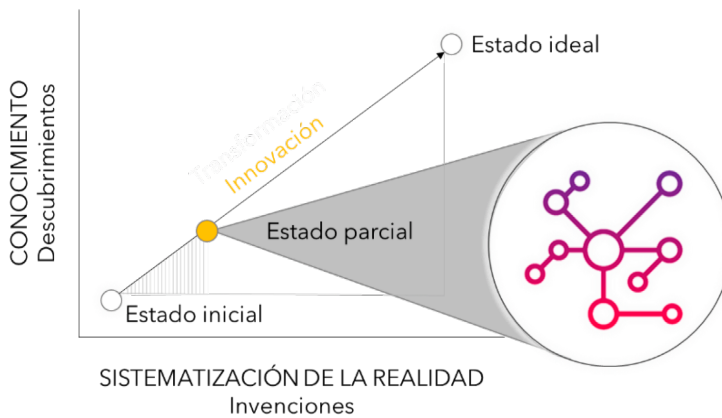 CONOCIMIENTO
Descubrimientos
Estado ideal
Transformación
Innovación
Estado parcial
Estado inicial
SISTEMATIZACIÓN DE LA REALIDAD
Invenciones